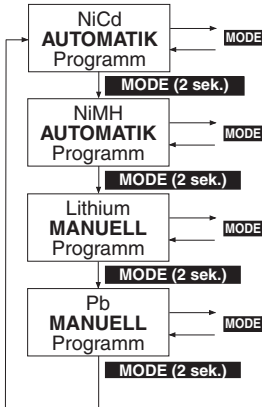 NiCd
AUTOMATIK
Programm
MODE
MODE (2 sek.)
NiMH
AUTOMATIK
Programm
MODE
MODE (2 sek.)
Lithium
MANUELL
Programm
MODE
MODE (2 sek.)
Pb
MANUELL
Programm
MODE
MODE (2 sek.)